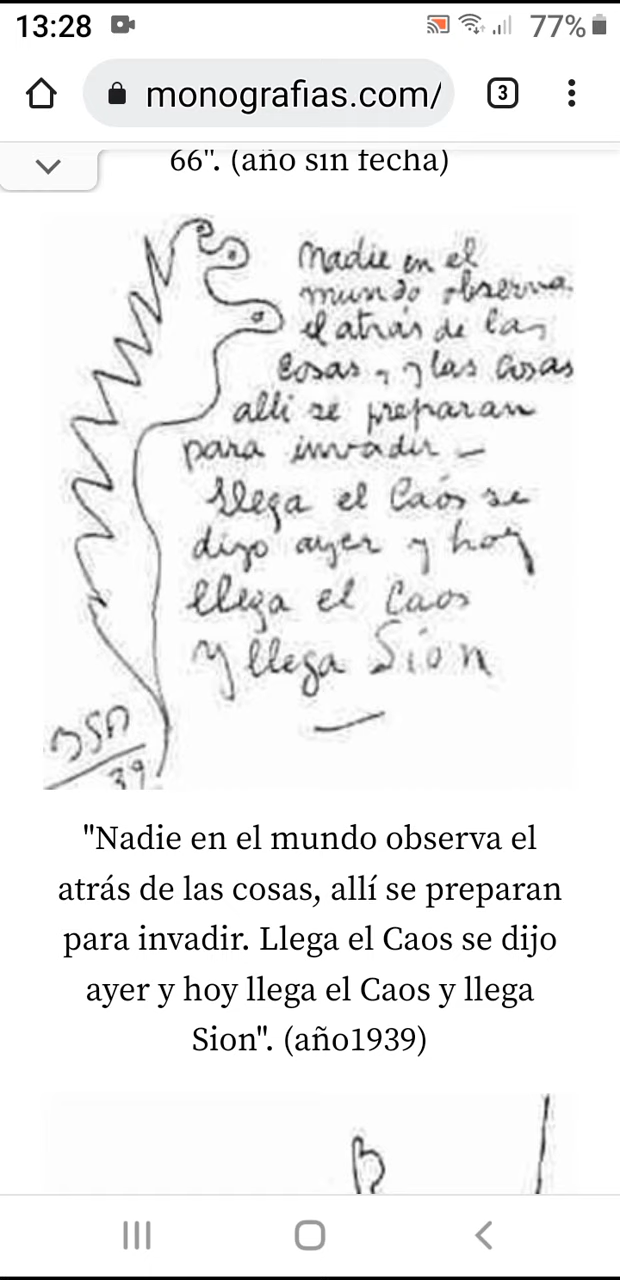 13:28
77%
monografias.com/
3
66". (año sin fecha)
Nadie en el
mundo observa
el atrás de las
cosas, y las cosas
alli se preparan
para invadir —
llega el Caos se
dijo ayer y hoy
llega el Caos
y llega Sion
39
"Nadie en el mundo observa el
atrás de las cosas, allí se preparan
para invadir. Llega el Caos se dijo
ayer y hoy llega el Caos y llega
Sion". (año1939)
B